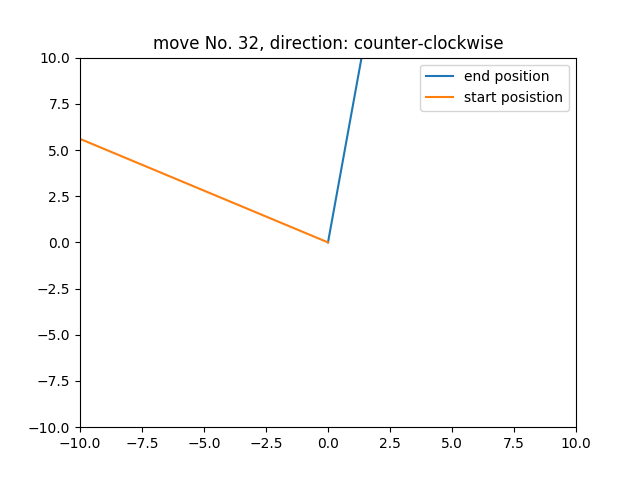 move No. 32, direction: counter-clockwise
end position
start posistion
10.0
7.5
5.0
2.5
0.0
−2.5
−5.0
−7.5
−10.0
−10.0 −7.5 −5.0 −2.5 0.0 2.5 5.0 7.5 10.0